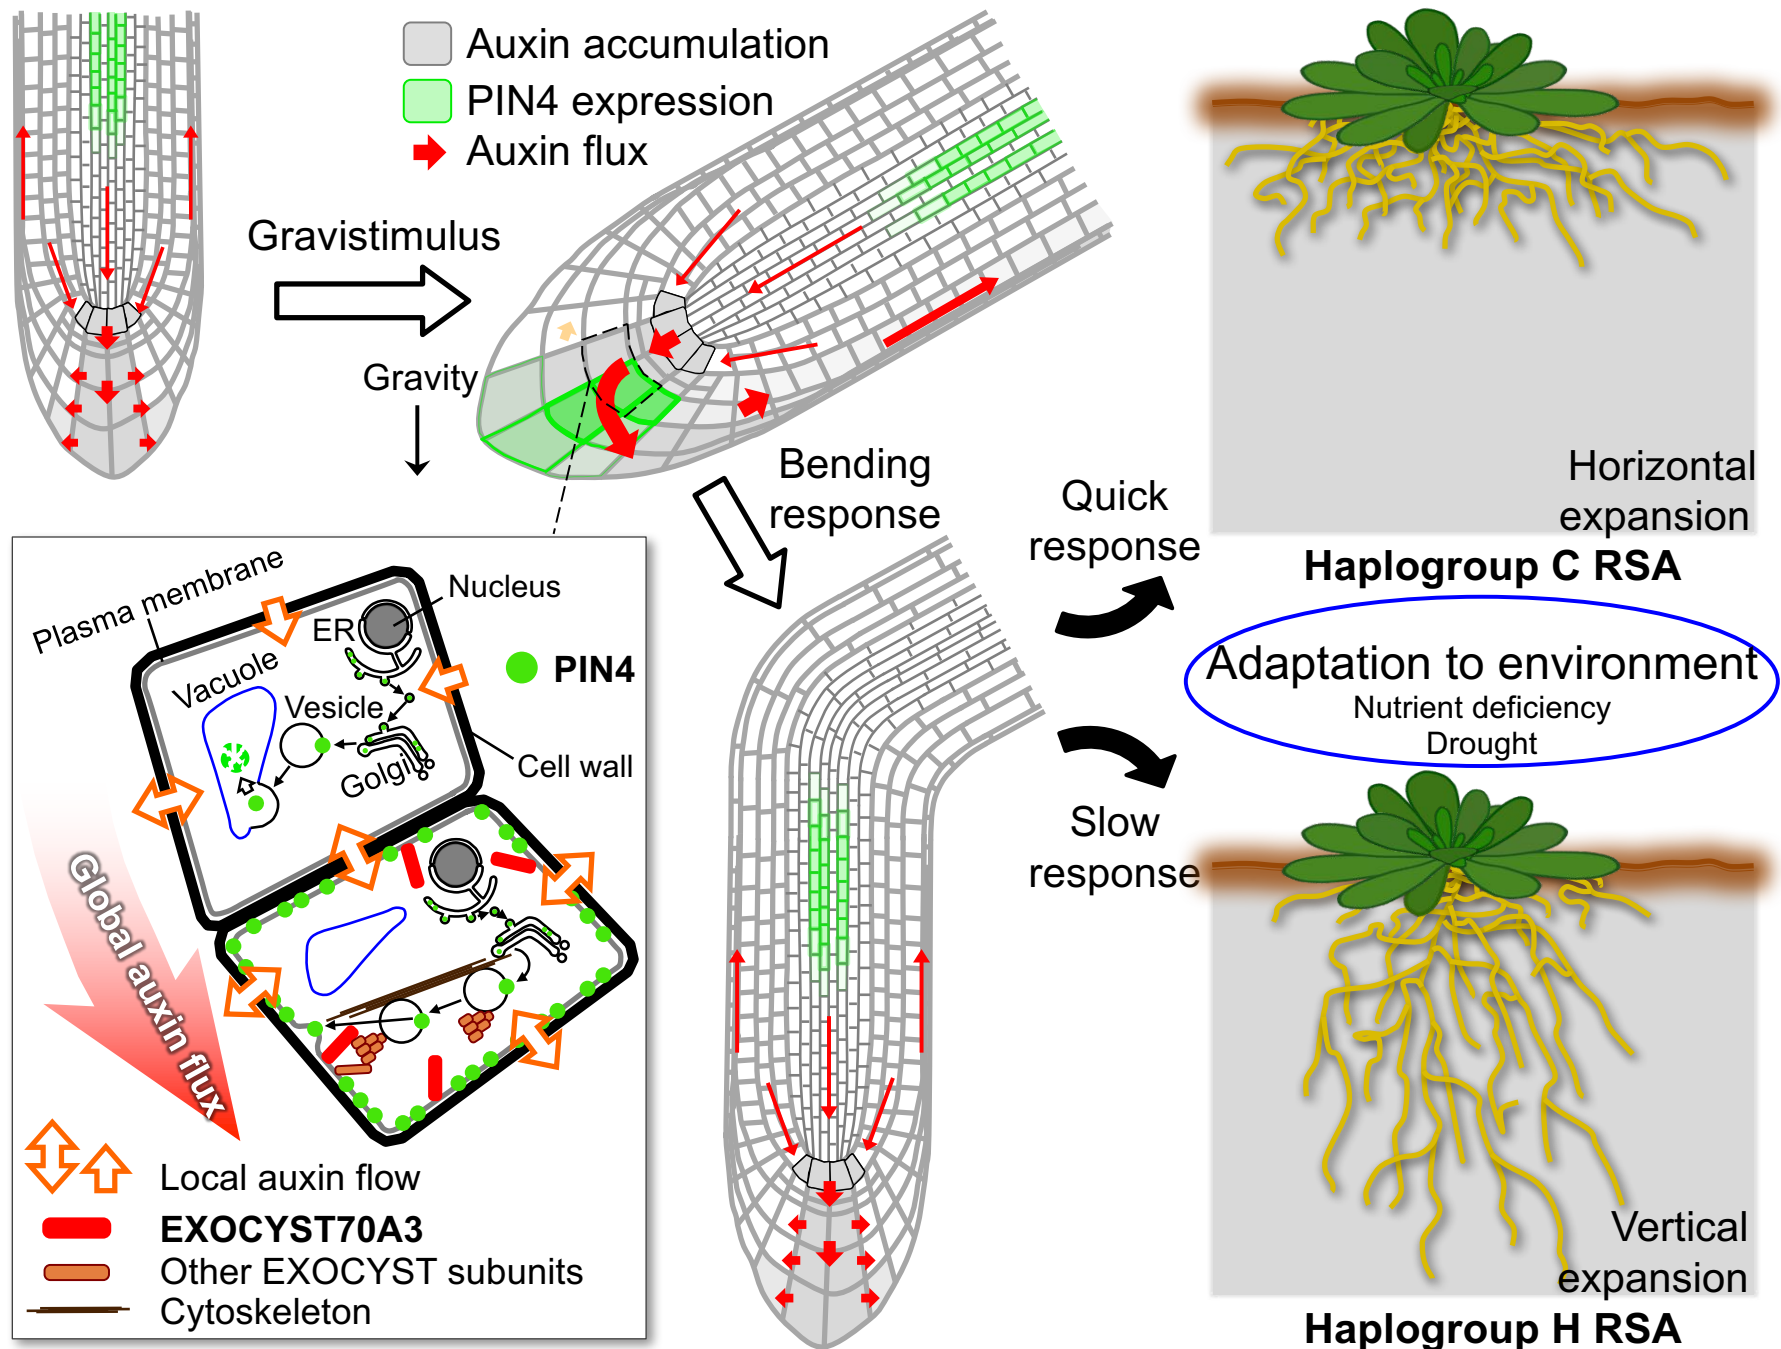 Auxin accumulation
PIN4 expression
Auxin flux
Gravistimulus
Gravity
Bending
response
Quick
response
Slow
response
Horizontal
expansion
Haplogroup C RSA
Adaptation to environment
Nutrient deficiency
Drought
Vertical
expansion
Haplogroup H RSA
Plasma membrane
Nucleus
ER
PIN4
Vacuole
Vesicle
Golgi
Cell wall
Global auxin flux
Local auxin flow
EXOCYST70A3
Other EXOCYST subunits
Cytoskeleton